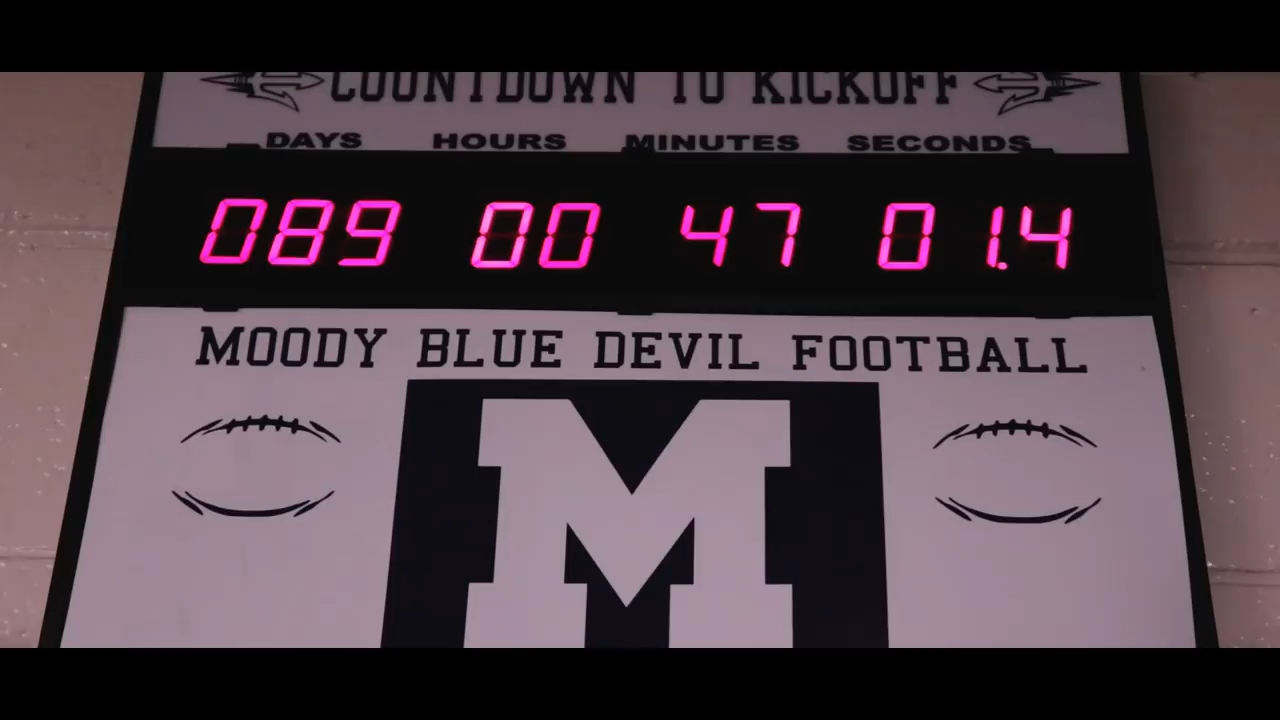 COUNTDOWN TO KICKOFF
DAYS HOURS MINUTES SECONDS
089 00 47 01.4
MOODY BLUE DEVIL FOOTBALL
M